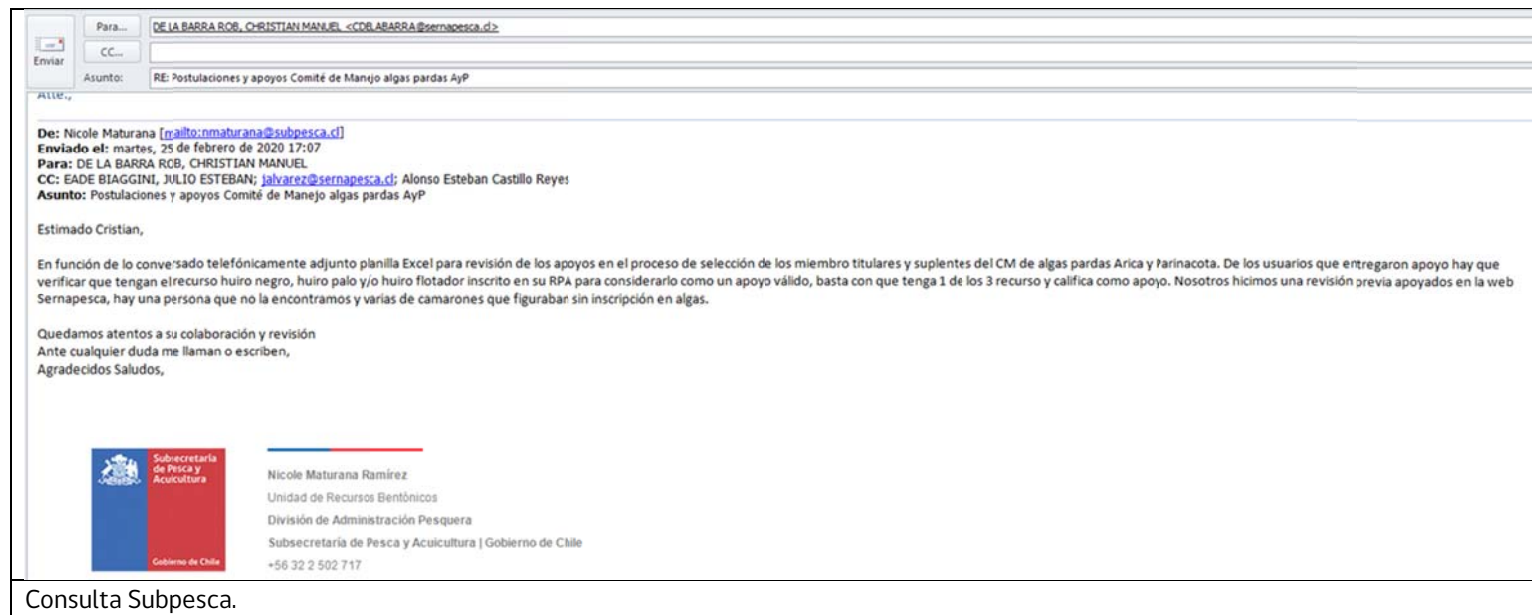 Para...
DE LA BARRA ROB, CHRISTIAN MANUEL <CDELABARRA@sernapesca.cl>
Enviar
CC...
Asunto:
RE: Postulaciones y apoyos Comité de Manejo algas pardas AyP
Atte.,
De: Nicole Maturana [mailto:nmaturana@subpesca.cl]
Enviado el: martes, 25 de febrero de 2020 17:07
Para: DE LA BARRA ROB, CHRISTIAN MANUEL
CC: EADE BIAGGINI, JULIO ESTEBAN; jalvarez@sernapesca.cl; Alonso Esteban Castillo Reyes
Asunto: Postulaciones y apoyos Comité de Manejo algas pardas AyP
Estimado Cristian,
En función de lo conversado telefónicamente adjunto planilla Excel para revisión de los apoyos en el proceso de selección de los miembro titulares y suplentes del CM de algas pardas Arica y Parinacota. De los usuarios que entregaron apoyo hay que
verificar que tengan el recurso huiro negro, huiro palo y/o huiro flotador inscrito en su RPA para considerarlo como un apoyo válido, basta con que tenga 1 de los 3 recurso y califica como apoyo. Nosotros hicimos una revisión previa apoyados en la web
Sernapesca, hay una persona que no la encontramos y varias de camarones que figuraban sin inscripción en algas.
Quedamos atentos a su colaboración y revisión
Ante cualquier duda me llaman o escriben,
Agradecidos Saludos,
Subsecretaría
de Pesca y
Acuicultura
Gobierno de Chile
Nicole Maturana Ramírez
Unidad de Recursos Bentónicos
División de Administración Pesquera
Subsecretaría de Pesca y Acuicultura | Gobierno de Chile
+56 32 2 502 717
Consulta Subpesca.